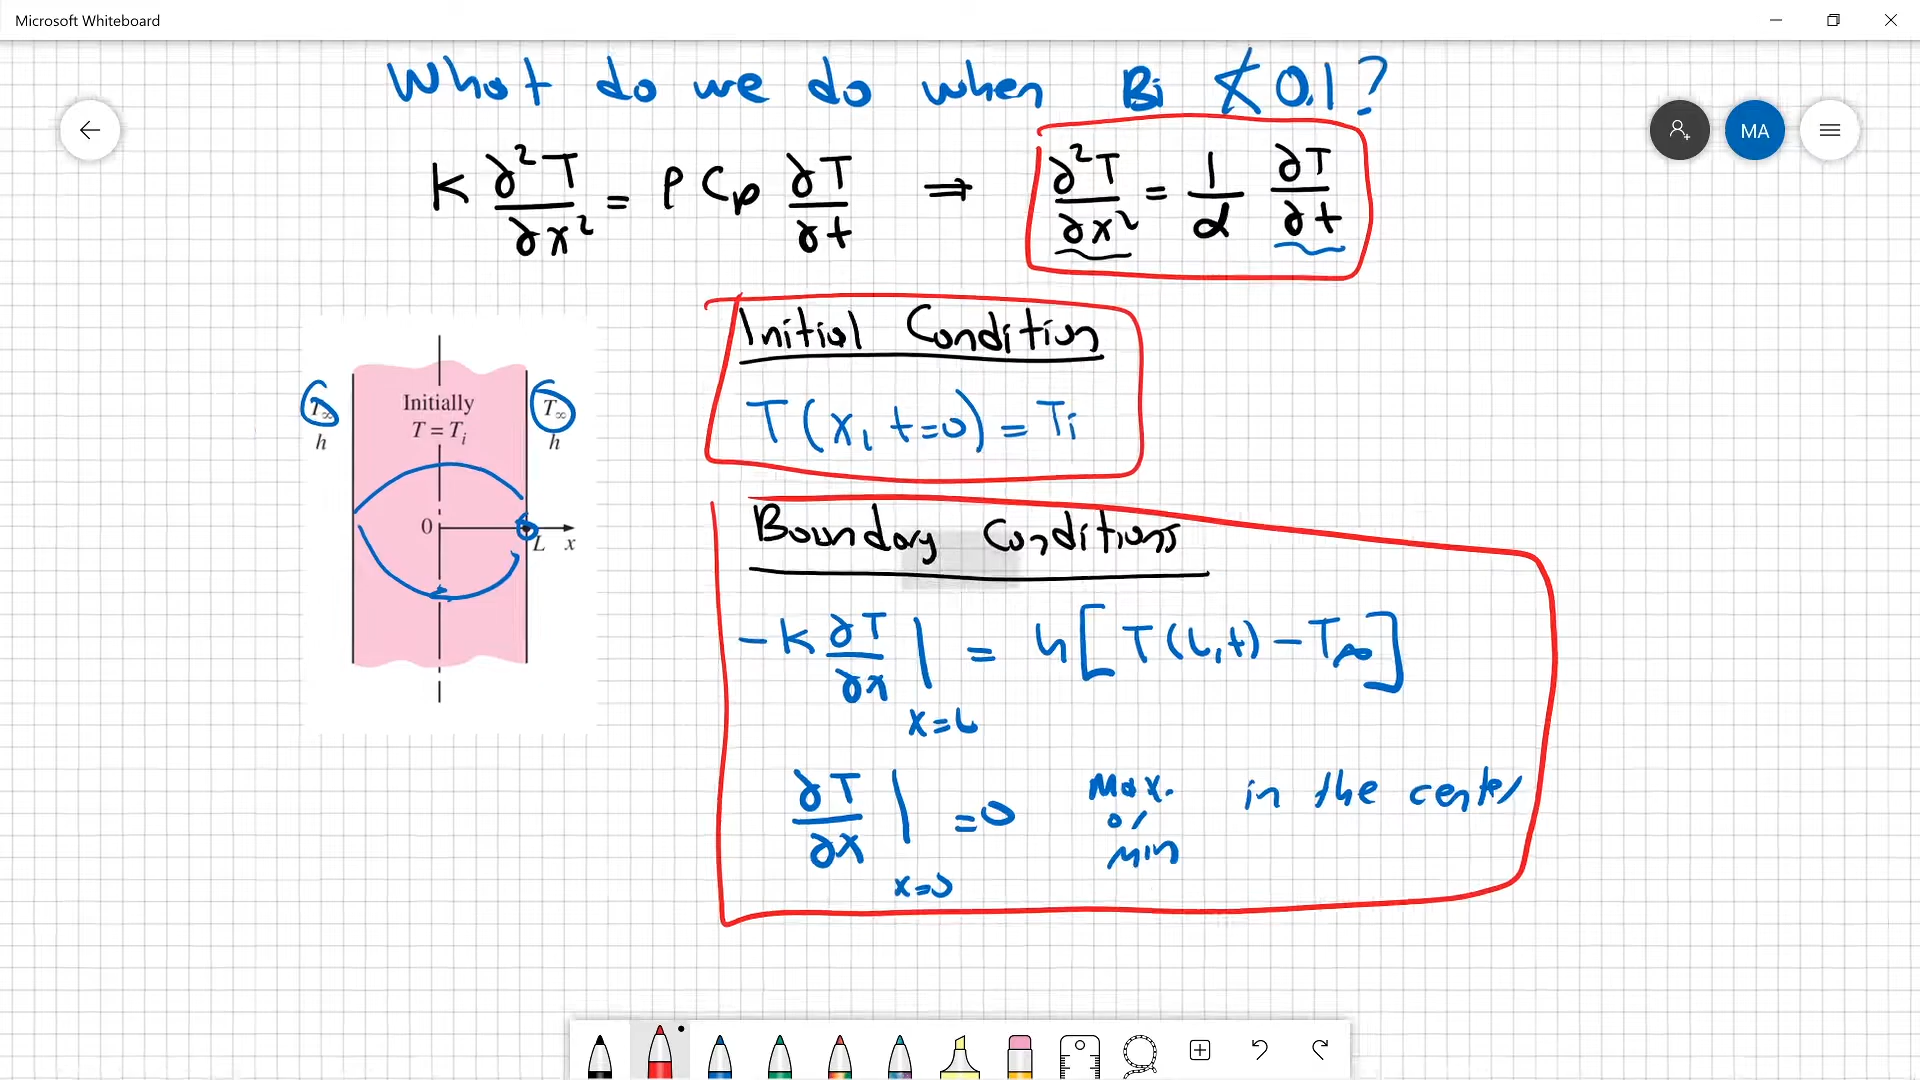 Microsoft Whiteboard
What do we do when Bi ≮ 0.1?
K ∂²T/∂x² = ρ Cp ∂T/∂t ⇒ ∂²T/∂x² = 1/α ∂T/∂t
MA
Initial Condition
T(x, t=0) = Ti
T∞ h
Initially
T = Ti
T∞ h
0 L x
Boundary Conditions
-K ∂T/∂x | x=L = h[T(L,t) - T∞]
∂T/∂x | x=0 = 0 Max. or Min in the center